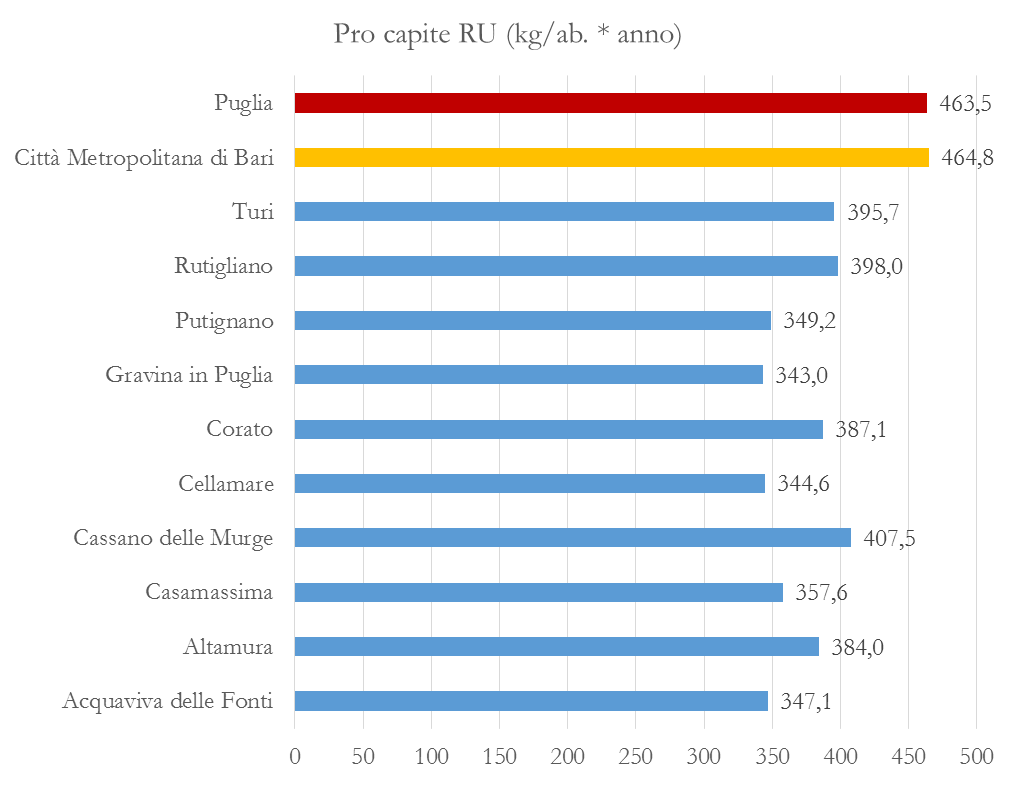 Pro capite RU (kg/ab. * anno)
Puglia 463,5
Città Metropolitana di Bari 464,8
Turi 395,7
Rutigliano 398,0
Putignano 349,2
Gravina in Puglia 343,0
Corato 387,1
Cellamare 344,6
Cassano delle Murge 407,5
Casamassima 357,6
Altamura 384,0
Acquaviva delle Fonti 347,1
0 50 100 150 200 250 300 350 400 450 500